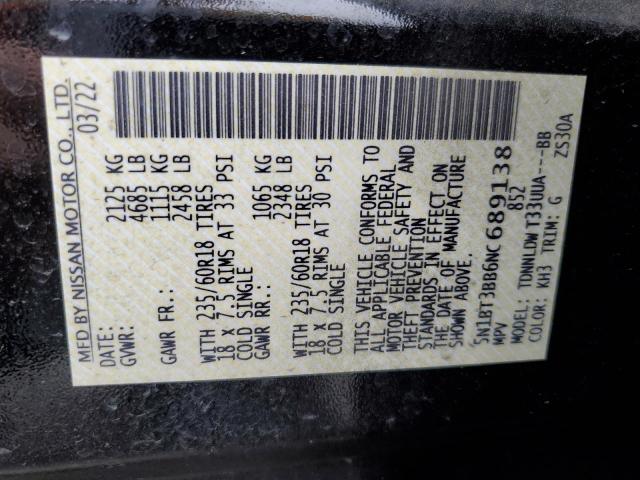 MFD BY NISSAN MOTOR CO., LTD.
DATE: 03/22
GVWR: 2125 KG
4685 LB
GAWR FR.: 1115 KG
2458 LB
WITH 235/60R18 TIRES
18 x 7.5 RIMS AT 33 PSI
COLD SINGLE
GAWR RR.: 1065 KG
2348 LB
WITH 235/60R18 TIRES
18 x 7.5 RIMS AT 30 PSI
COLD SINGLE
THIS VEHICLE CONFORMS TO
ALL APPLICABLE FEDERAL
MOTOR VEHICLE SAFETY AND
THEFT PREVENTION
STANDARDS IN EFFECT ON
THE DATE OF MANUFACTURE
SHOWN ABOVE.
5N1BT3BB6NC689138
MPV 852
MODEL: TDNNLDWT33UUA----BB
COLOR: KH3 TRIM: G ZS30A